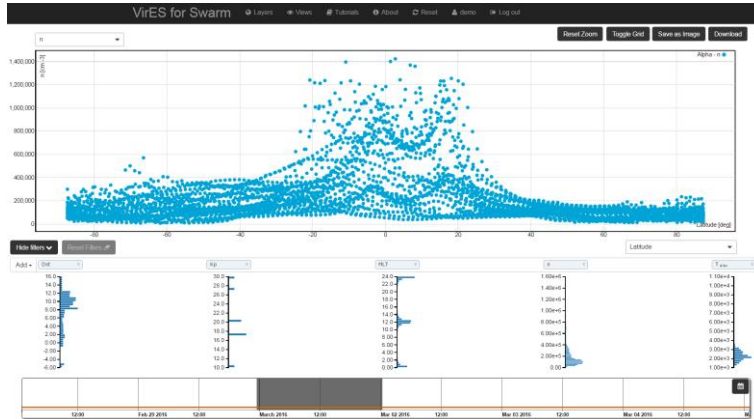 VirES for Swarm Layers Views Tutorials About Reset demo Log out
n
Reset Zoom Toggle Grid Save as Image Download
Alpha - n
n [cm-3]
1,400,000
1,200,000
1,000,000
800,000
600,000
400,000
200,000
0
-80 -60 -40 -20 0 20 40 60 80
Latitude [deg]
Hide filters Reset Filters Latitude
Add + Dst Kp MLT n T elec
16.0 30.0 24.0 1.60e+6 1.10e+4
14.0 28.0 22.0 1.40e+6 1.00e+4
12.0 26.0 20.0 1.20e+6 9.00e+3
10.0 24.0 18.0 1.00e+6 8.00e+3
8.00 22.0 16.0 8.00e+5 7.00e+3
6.00 20.0 14.0 6.00e+5 6.00e+3
4.00 18.0 12.0 4.00e+5 5.00e+3
2.00 16.0 10.0 2.00e+5 4.00e+3
0.00 14.0 8.00 0.00 3.00e+3
-2.00 12.0 6.00 2.00e+3
-4.00 10.0 4.00 1.00e+3
-6.00 2.00
0.00
12:00 Feb 29 2016 12:00 March 2016 12:00 Mar 02 2016 12:00 Mar 03 2016 12:00 Mar 04 2016 12:00